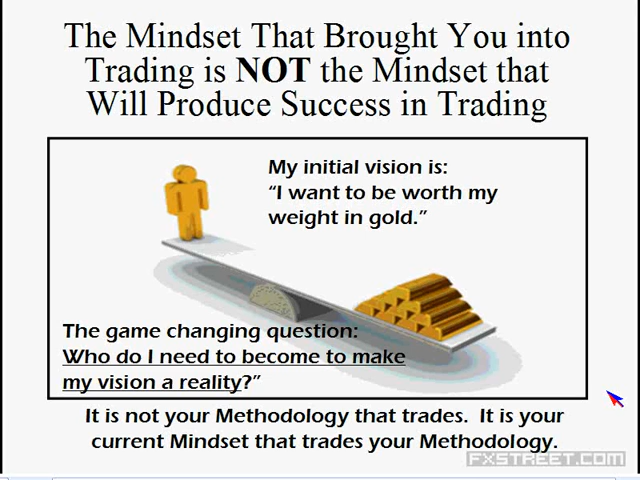 The Mindset That Brought You into
Trading is NOT the Mindset that
Will Produce Success in Trading
My initial vision is:
“I want to be worth my
weight in gold.”
The game changing question:
Who do I need to become to make
my vision a reality?”
It is not your Methodology that trades. It is your
current Mindset that trades your Methodology.
FXSTREET.COM